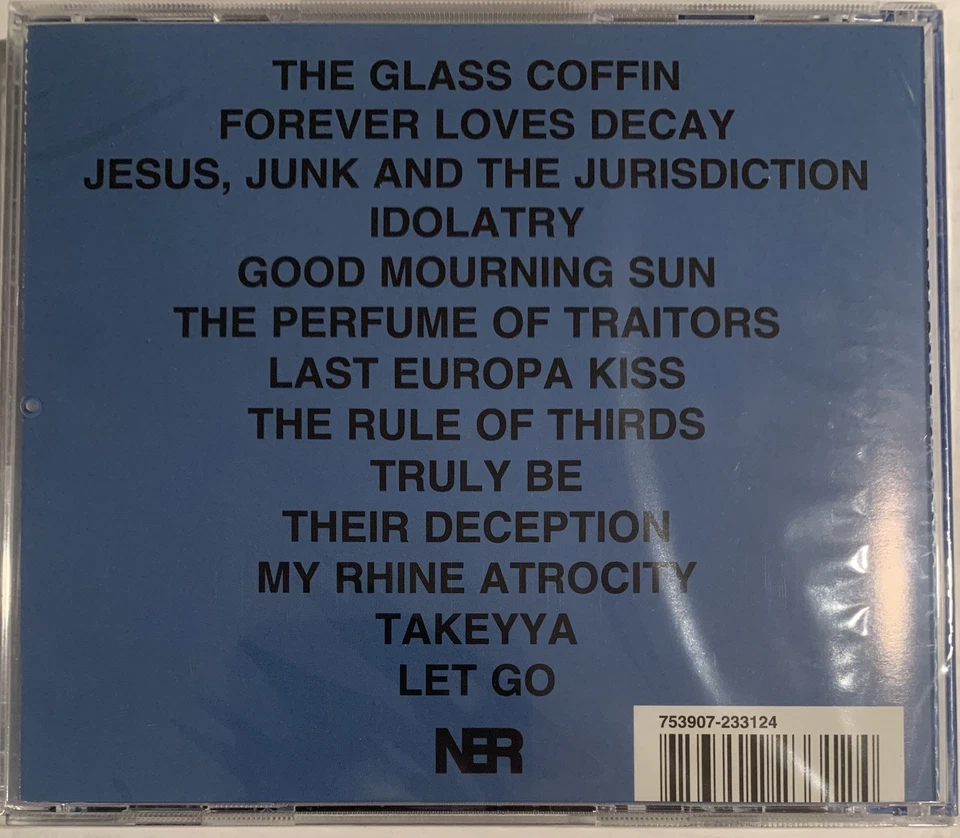 THE GLASS COFFIN
FOREVER LOVES DECAY
JESUS, JUNK AND THE JURISDICTION
IDOLATRY
GOOD MOURNING SUN
THE PERFUME OF TRAITORS
LAST EUROPA KISS
THE RULE OF THIRDS
TRULY BE
THEIR DECEPTION
MY RHINE ATROCITY
TAKEYYA
LET GO
NER
753907-233124